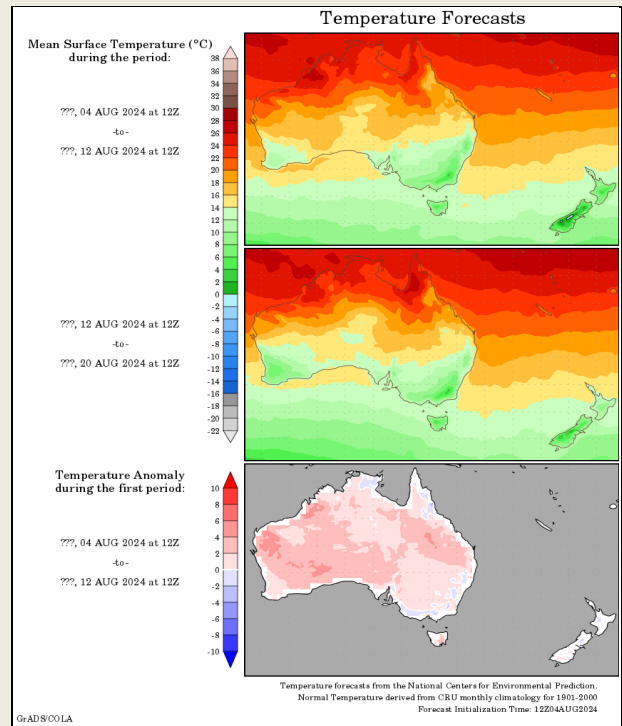 Temperature Forecasts
Mean Surface Temperature (°C)
during the period:
38
36
34
32
30
28
26
24
22
20
18
16
14
12
10
8
6
4
2
0
-2
-4
-6
-8
-10
-12
-14
-16
-18
-20
-22
???, 04 AUG 2024 at 12Z
-to-
???, 12 AUG 2024 at 12Z
???, 12 AUG 2024 at 12Z
-to-
???, 20 AUG 2024 at 12Z
Temperature Anomaly
during the first period:
10
8
6
4
2
0
-2
-4
-6
-8
-10
???, 04 AUG 2024 at 12Z
-to-
???, 12 AUG 2024 at 12Z
Temperature forecasts from the National Centers for Environmental Prediction.
Normal Temperature derived from CRU monthly climatology for 1901-2000
Forecast Initialization Time: 12Z04AUG2024
GrADS/COLA